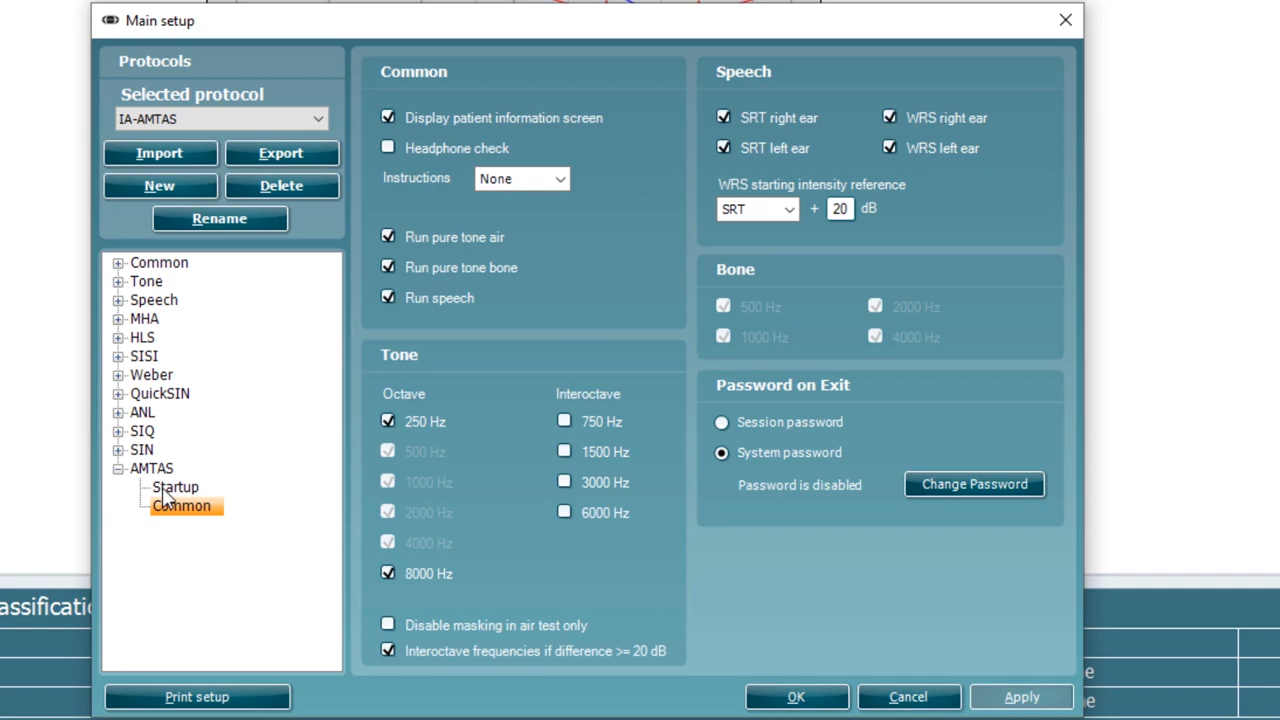 Main setup
Protocols
Selected protocol
IA-AMTAS
Import
Export
New
Delete
Rename
Common
Tone
Speech
MHA
HLS
SISI
Weber
QuickSIN
ANL
SIQ
SIN
AMTAS
Startup
Common
Print setup
Common
Display patient information screen
Headphone check
Instructions
None
Run pure tone air
Run pure tone bone
Run speech
Tone
Octave
Interoctave
250 Hz
750 Hz
500 Hz
1500 Hz
1000 Hz
3000 Hz
2000 Hz
6000 Hz
4000 Hz
8000 Hz
Disable masking in air test only
Interoctave frequencies if difference >= 20 dB
Speech
SRT right ear
WRS right ear
SRT left ear
WRS left ear
WRS starting intensity reference
SRT + 20 dB
Bone
500 Hz
2000 Hz
1000 Hz
4000 Hz
Password on Exit
Session password
System password
Password is disabled
Change Password
OK
Cancel
Apply